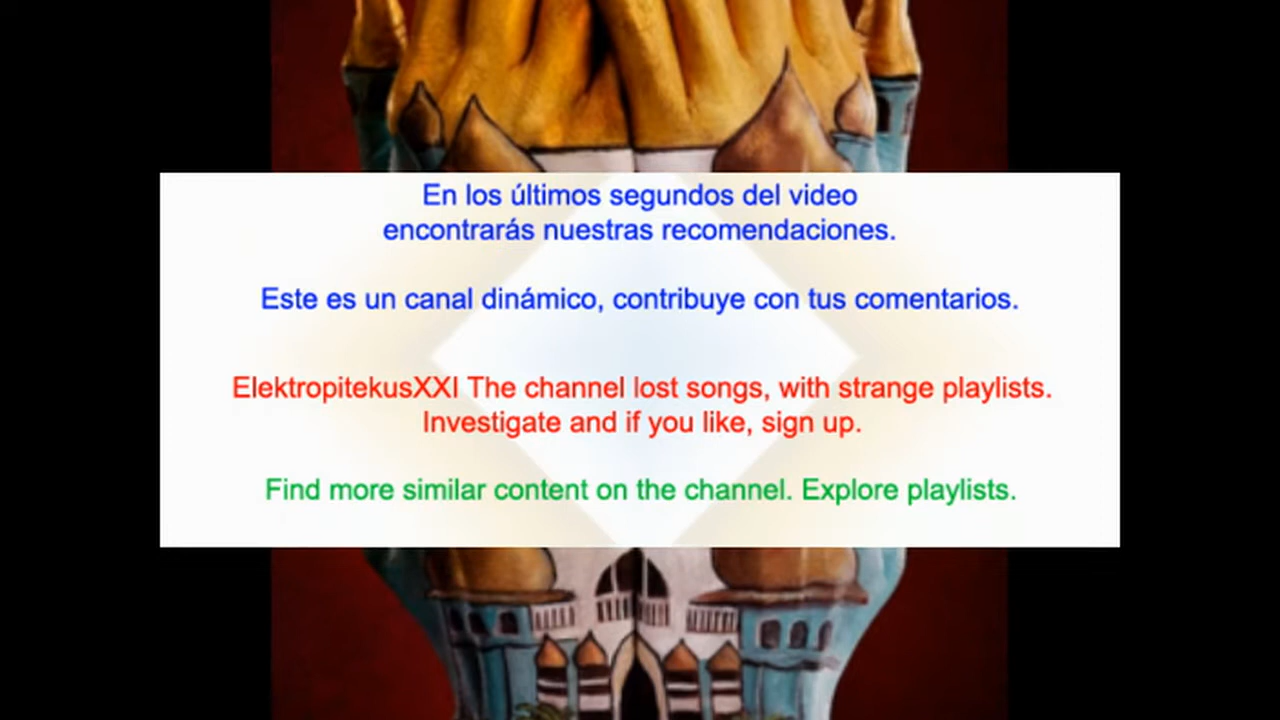 En los últimos segundos del video
encontrarás nuestras recomendaciones.
Este es un canal dinámico, contribuye con tus comentarios.
ElektropitekusXXI The channel lost songs, with strange playlists.
Investigate and if you like, sign up.
Find more similar content on the channel. Explore playlists.